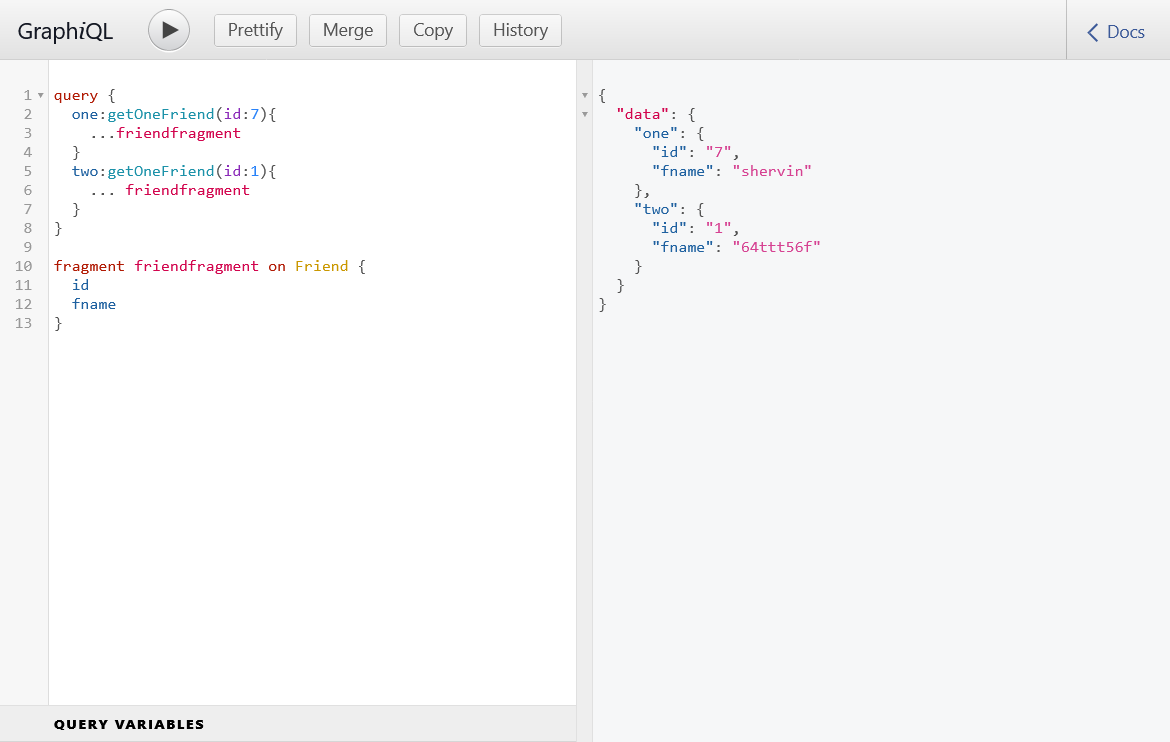 GraphiQL
Prettify
Merge
Copy
History
Docs
1 query {
2 one:getOneFriend(id:7){
3 ...friendfragment
4 }
5 two:getOneFriend(id:1){
6 ... friendfragment
7 }
8 }
9
10 fragment friendfragment on Friend {
11 id
12 fname
13 }
QUERY VARIABLES
{
"data": {
"one": {
"id": "7",
"fname": "shervin"
},
"two": {
"id": "1",
"fname": "64ttt56f"
}
}
}